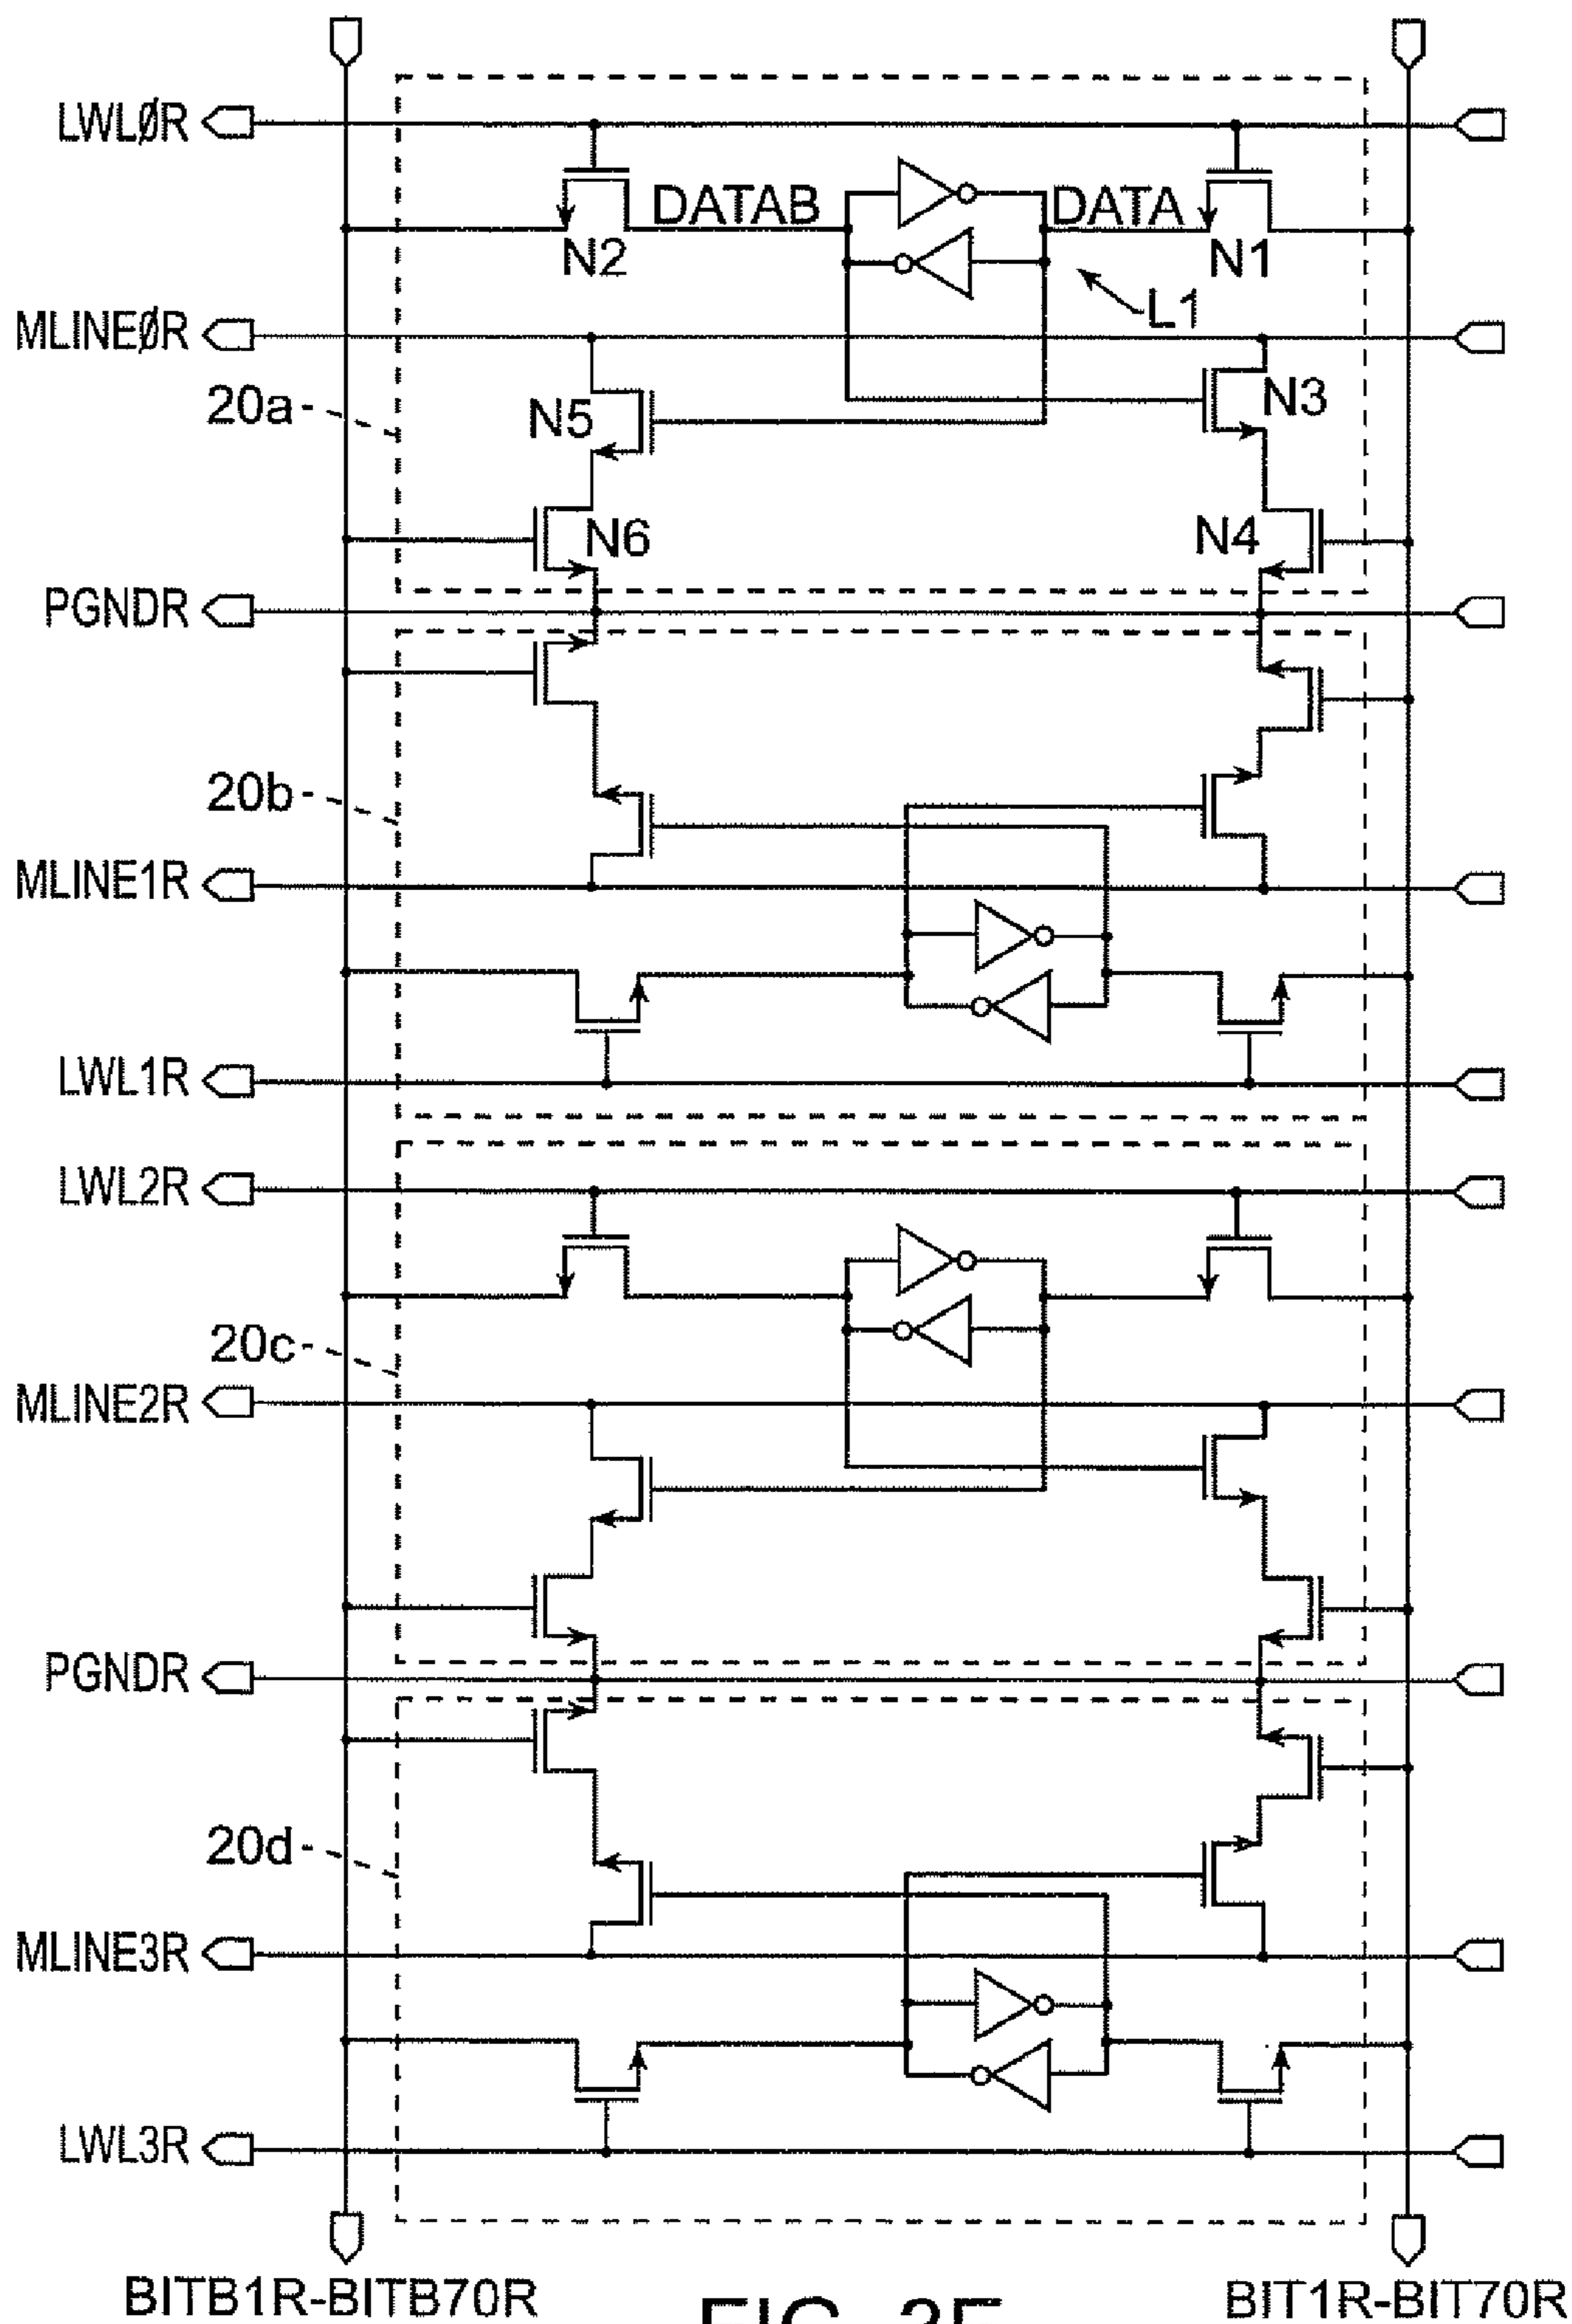 LWLØR
DATAB
DATA
N2
N1
L1
MLINEØR
20a
N5
N3
N6
N4
PGNDR
20b
MLINE1R
LWL1R
LWL2R
20c
MLINE2R
PGNDR
20d
MLINE3R
LWL3R
BITB1R-BITB70R
BIT1R-BIT70R